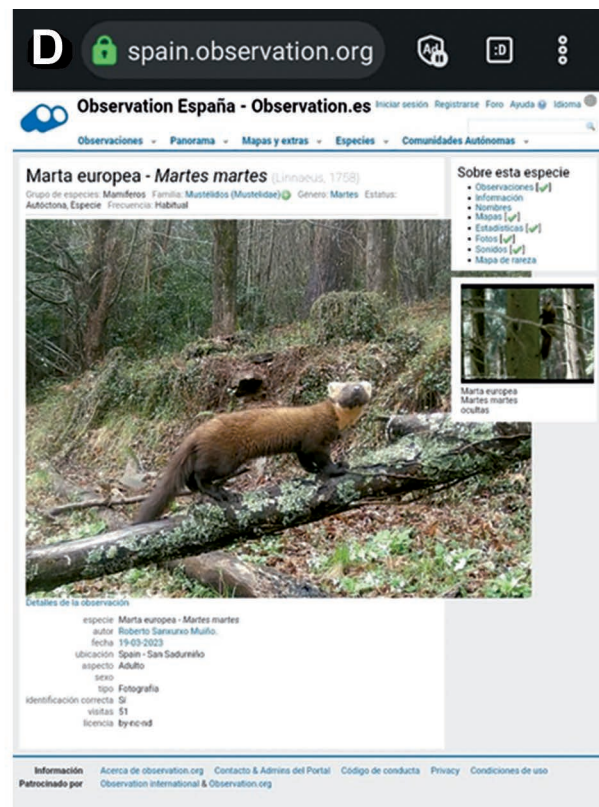 D
spain.observation.org
:D
Observation España - Observation.es
Iniciar sesión Registrarse Foro Ayuda Idioma
Observaciones Panorama Mapas y extras Especies Comunidades Autónomas
Marta europea - Martes martes (Linnaeus, 1758)
Grupo de especies: Mamíferos Familia: Mustélidos (Mustelidae) Género: Martes Estatus:
Autóctona, Especie Frecuencia: Habitual
Sobre esta especie
Observaciones [✓]
Información
Nombres
Mapas [✓]
Estadísticas [✓]
Fotos [✓]
Sonidos [✓]
Mapa de rareza
Marta europea
Martes martes
ocultas
Detalles de la observación
especie Marta europea - Martes martes
autor Roberto Sanxurxo Muiño.
fecha 19-03-2023
ubicación Spain - San Sadurniño
aspecto Adulto
sexo
tipo Fotografía
identificación correcta Sí
visitas 51
licencia by-nc-nd
Información Acerca de observation.org Contacto & Admins del Portal Código de conducta Privacy Condiciones de uso
Patrocinado por Observation international & Observation.org